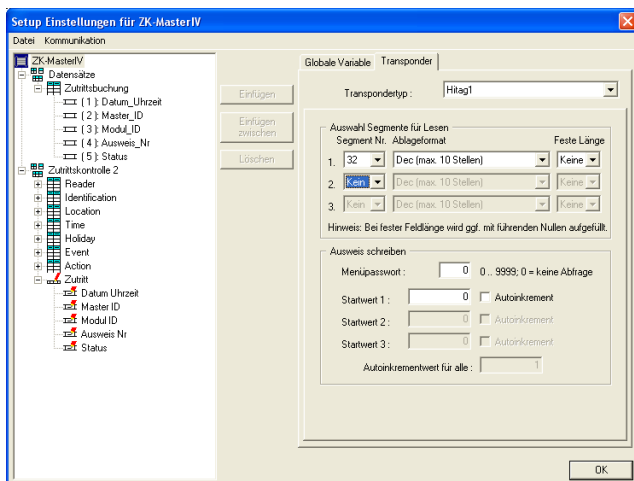 Setup Einstellungen für ZK-MasterIV
Datei Kommunikation
ZK-MasterIV
Datensätze
Zutrittsbuchung
( 1 ): Datum_Uhrzeit
( 2 ): Master_ID
( 3 ): Modul_ID
( 4 ): Ausweis_Nr
( 5 ): Status
Zutrittskontrolle 2
Reader
Identification
Location
Time
Holiday
Event
Action
Zutritt
Datum Uhrzeit
Master ID
Modul ID
Ausweis Nr
Status
Einfügen
Einfügen
zwischen
Löschen
Globale Variable Transponder
Transpondertyp : Hitag1
Auswahl Segmente für Lesen
Segment Nr. Ablageformat Feste Länge
1. 32 Dec (max. 10 Stellen) Keine
2. Kein Dec (max. 10 Stellen) Keine
3. Kein Dec (max. 10 Stellen) Keine
Hinweis: Bei fester Feldlänge wird ggf. mit führenden Nullen aufgefüllt.
Ausweis schreiben
Menüpasswort : 0 0 .. 9999; 0 = keine Abfrage
Startwert 1 : 0 Autoinkrement
Startwert 2 : 0 Autoinkrement
Startwert 3 : 0 Autoinkrement
Autoinkrementwert für alle : 1
OK